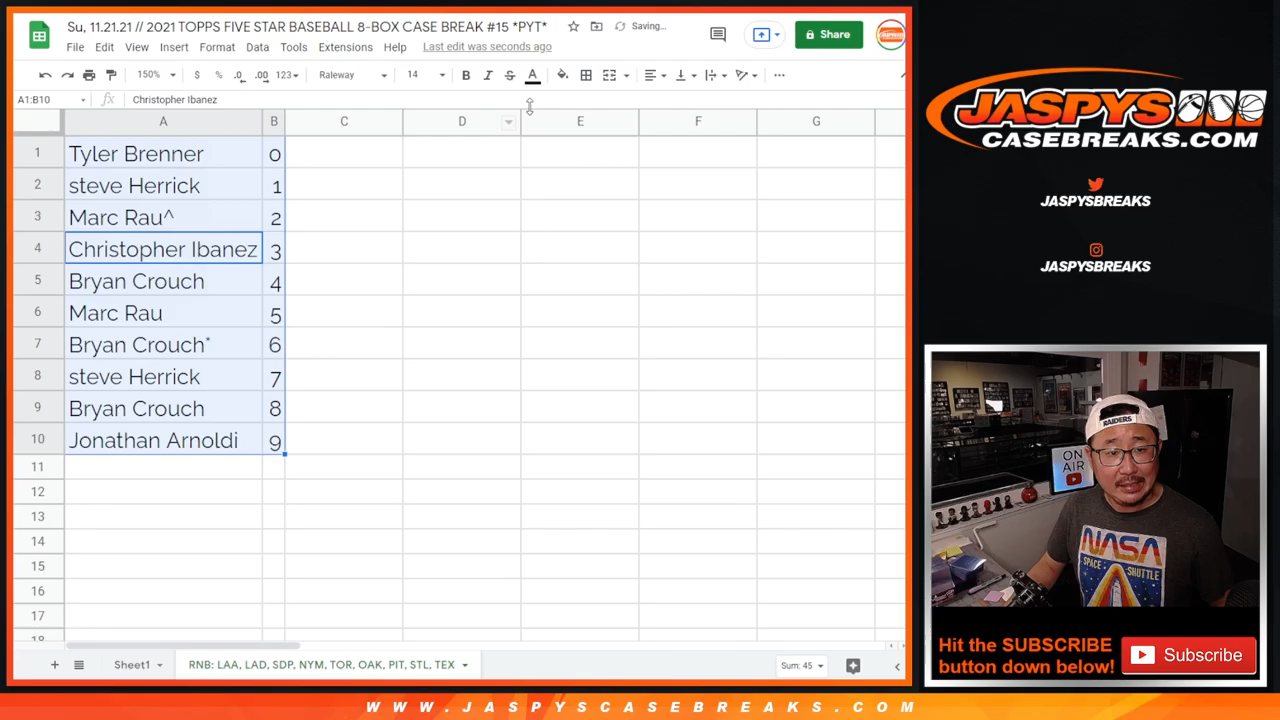 Su, 11.21.21 // 2021 TOPPS FIVE STAR BASEBALL 8-BOX CASE BREAK #15 *PYT*
Saving...
Share
JASPYS
File Edit View Insert Format Data Tools Extensions Help Last edit was seconds ago
150% $ % .0 .00 123 Raleway 14 B I S A
A1:B10 fx Christopher Ibanez
A B C D E F G
1 Tyler Brenner 0
2 steve Herrick 1
3 Marc Rau^ 2
4 Christopher Ibanez 3
5 Bryan Crouch 4
6 Marc Rau 5
7 Bryan Crouch* 6
8 steve Herrick 7
9 Bryan Crouch 8
10 Jonathan Arnoldi 9
11
12
13
14
15
16
17
18
Sheet1 RNB: LAA, LAD, SDP, NYM, TOR, OAK, PIT, STL, TEX Sum: 45
CASEBREAKS.COM
JASPYSBREAKS
JASPYSBREAKS
RAIDERS
ON AIR
NASA
SPACE SHUTTLE
Hit the SUBSCRIBE
button down below!
Subscribe
WWW.JASPYSCASEBREAKS.COM